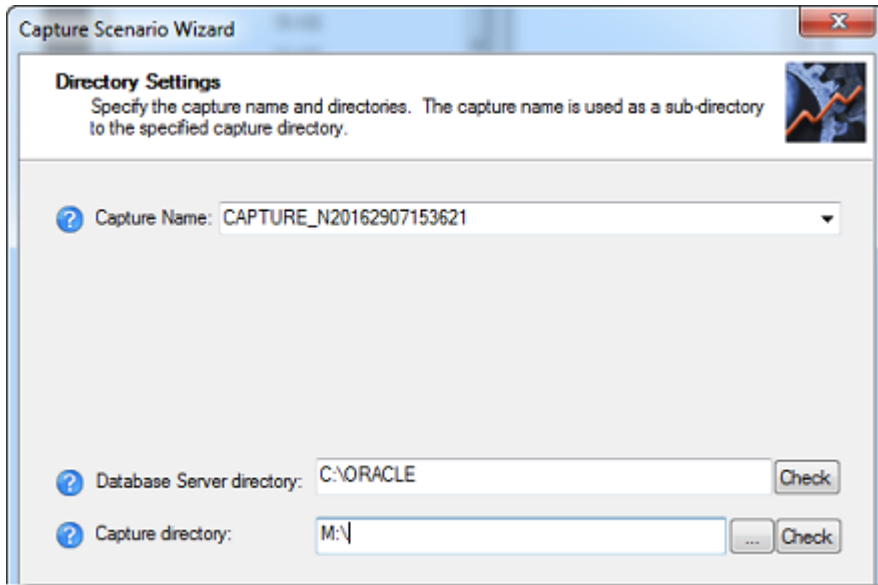 Capture Scenario Wizard
Directory Settings
Specify the capture name and directories. The capture name is used as a sub-directory
to the specified capture directory.
Capture Name: CAPTURE_N20162907153621
Database Server directory: C:\ORACLE Check
Capture directory: M:\ ... Check